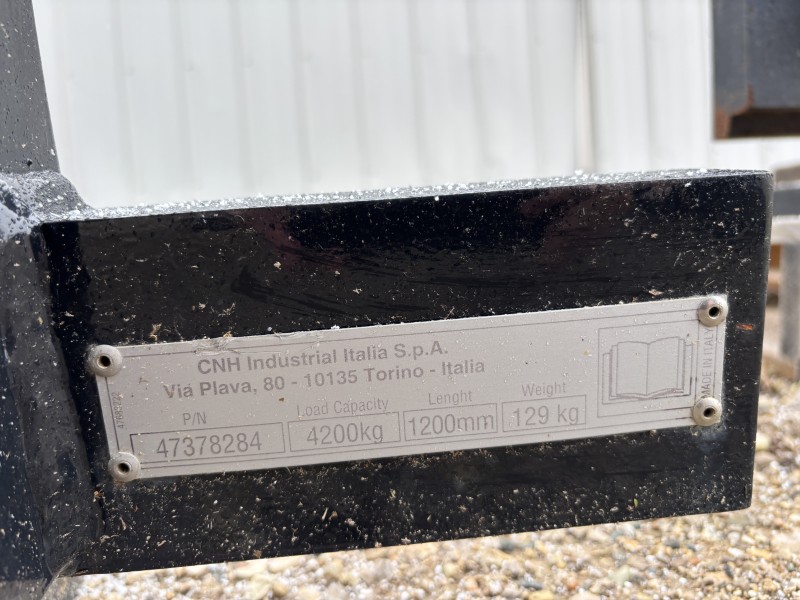 CNH Industrial Italia S.p.A.
Via Plava, 80 - 10135 Torino - Italia
P/N Load Capacity Lenght Weight
47378284 4200kg 1200mm 129 kg
MADE IN ITALY